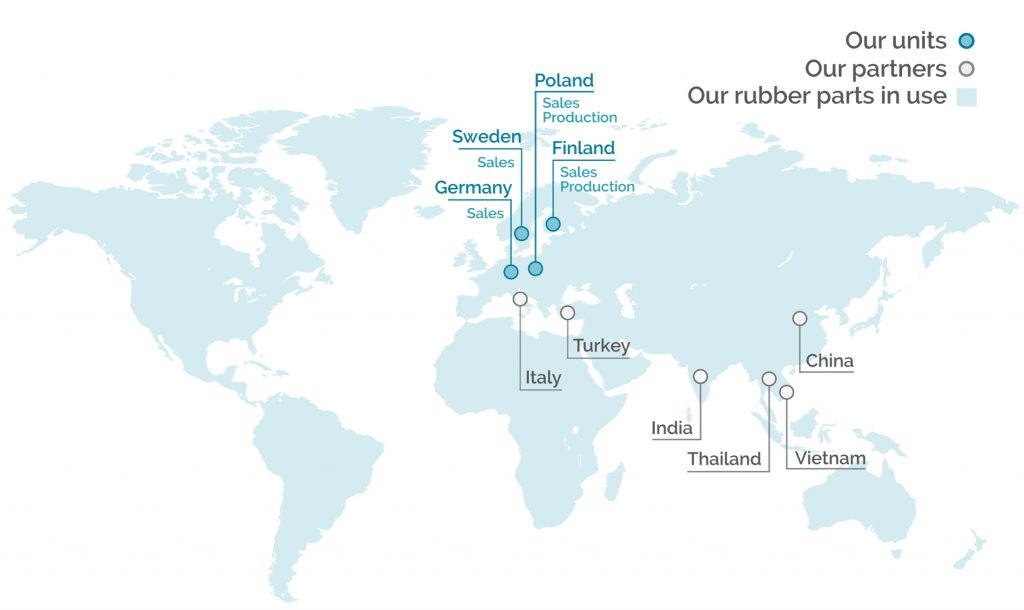 Our units
Our partners
Our rubber parts in use
Poland
Sales
Production
Sweden
Sales
Finland
Sales
Production
Germany
Sales
Turkey
Italy
China
India
Thailand
Vietnam